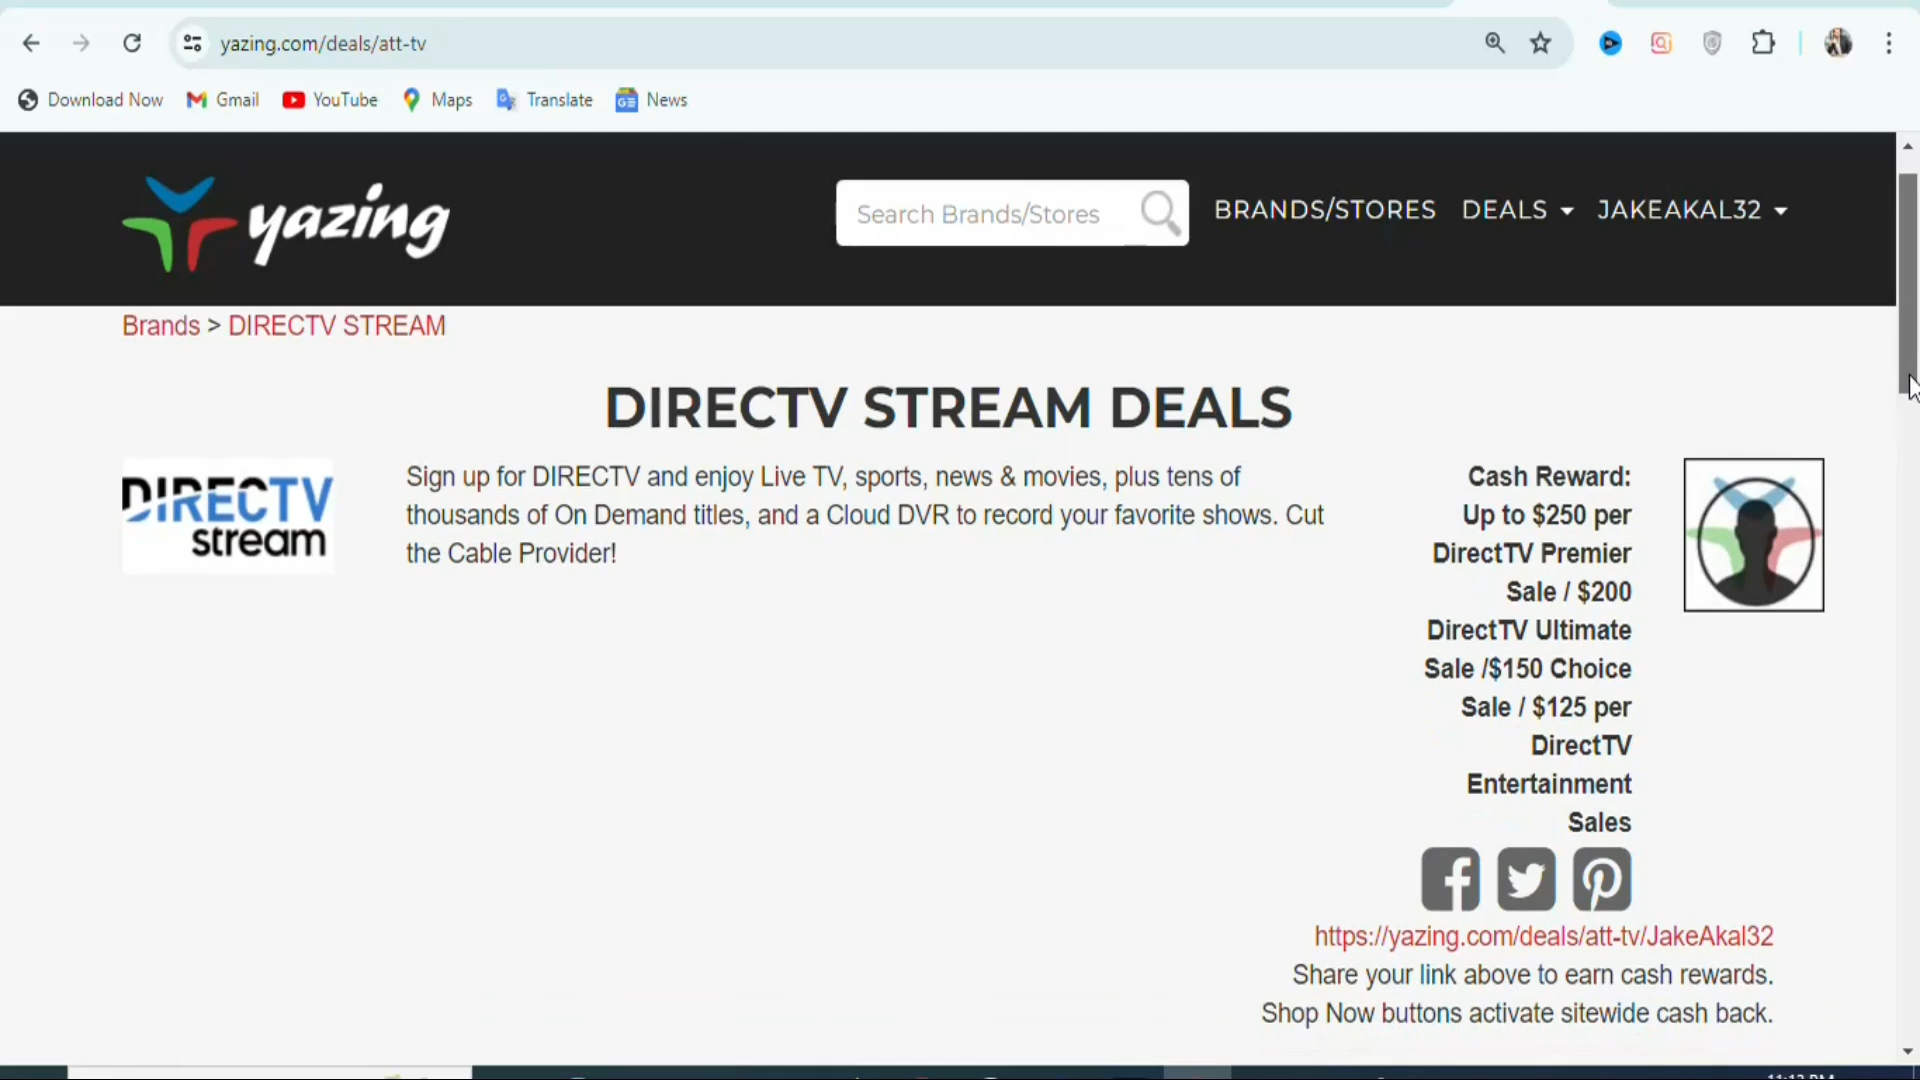 yazing.com/deals/att-tv
Download Now
Gmail
YouTube
Maps
Translate
News
yazing
Search Brands/Stores
BRANDS/STORES
DEALS
JAKEAKAL32
Brands > DIRECTV STREAM
DIRECTV STREAM DEALS
DIRECTV
stream
Sign up for DIRECTV and enjoy Live TV, sports, news & movies, plus tens of
thousands of On Demand titles, and a Cloud DVR to record your favorite shows. Cut
the Cable Provider!
Cash Reward:
Up to $250 per
DirectTV Premier
Sale / $200
DirectTV Ultimate
Sale /$150 Choice
Sale / $125 per
DirectTV
Entertainment
Sales
https://yazing.com/deals/att-tv/JakeAkal32
Share your link above to earn cash rewards.
Shop Now buttons activate sitewide cash back.